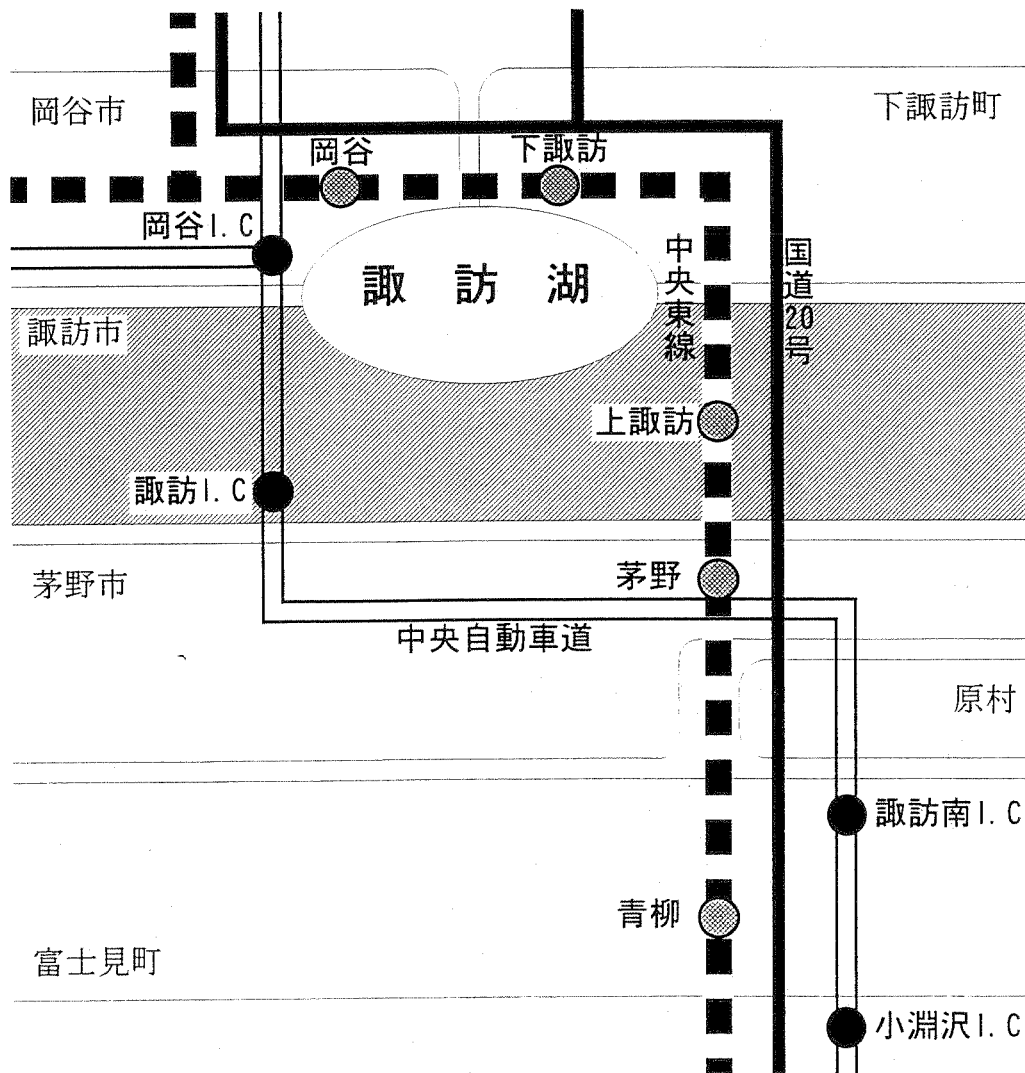 岡谷市
下諏訪町
岡谷
下諏訪
岡谷I.C
諏訪湖
中央東線
国道20号
諏訪市
上諏訪
諏訪I.C
茅野市
茅野
中央自動車道
原村
諏訪南I.C
青柳
富士見町
小淵沢I.C